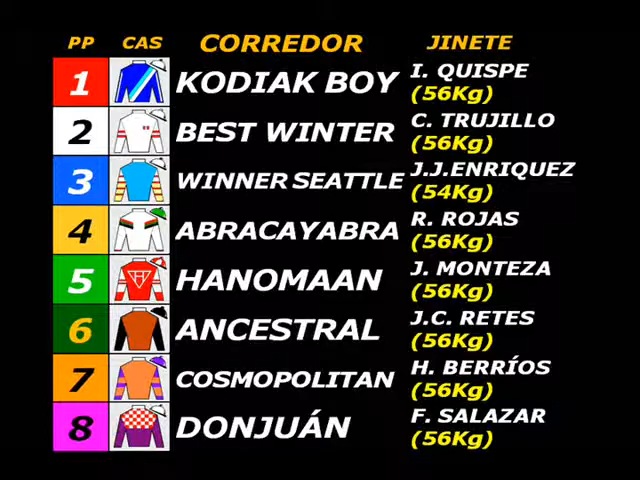 PP CAS CORREDOR JINETE
1 KODIAK BOY I. QUISPE
(56Kg)
2 BEST WINTER C. TRUJILLO
(56Kg)
3 WINNER SEATTLE J.J.ENRIQUEZ
(54Kg)
4 ABRACAYABRA R. ROJAS
(56Kg)
5 HANOMAAN J. MONTEZA
(56Kg)
6 ANCESTRAL J.C. RETES
(56Kg)
7 COSMOPOLITAN H. BERRÍOS
(56Kg)
8 DONJUÁN F. SALAZAR
(56Kg)